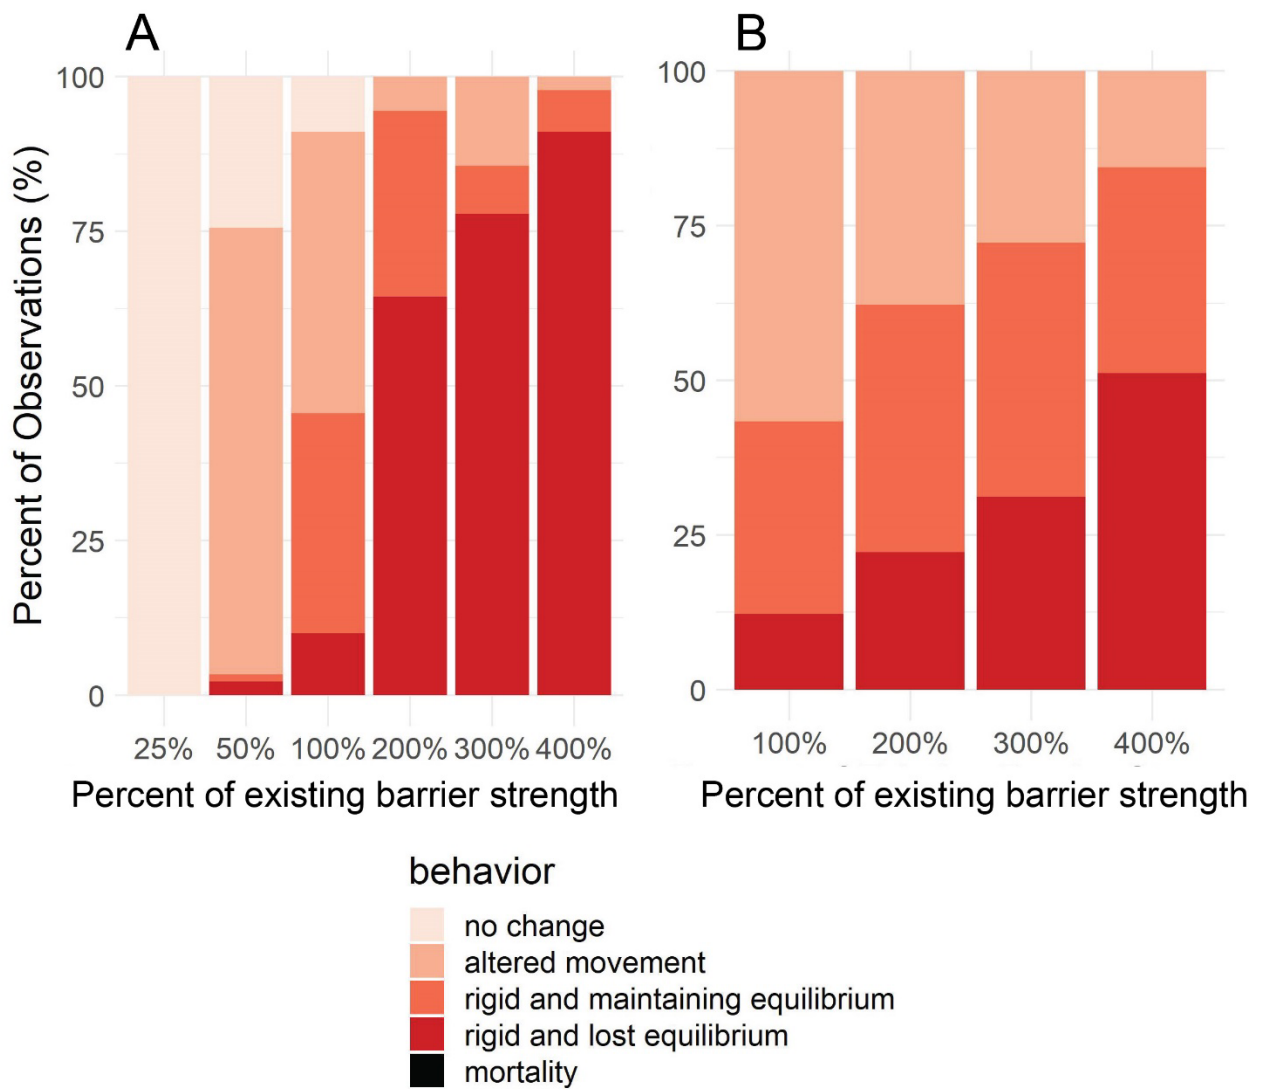 A
B
Percent of Observations (%)
100
75
50
25
0
25% 50% 100% 200% 300% 400%
Percent of existing barrier strength
100
75
50
25
0
100% 200% 300% 400%
Percent of existing barrier strength
behavior
no change
altered movement
rigid and maintaining equilibrium
rigid and lost equilibrium
mortality